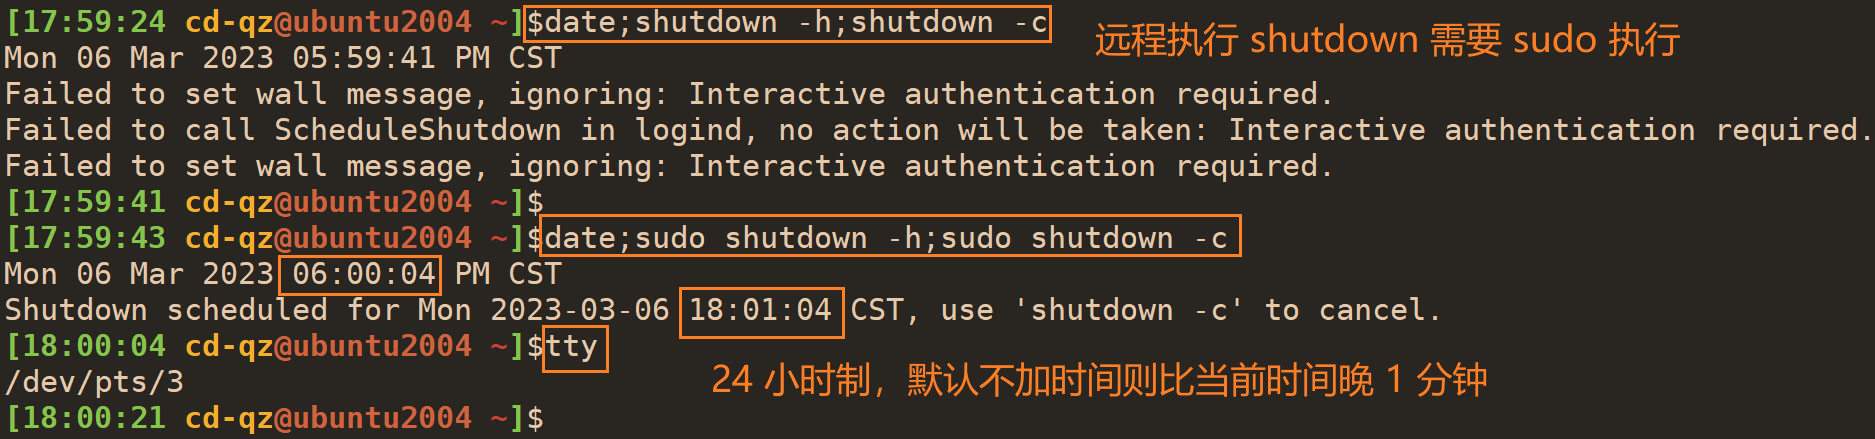 [17:59:24 cd-qz@ubuntu2004 ~]$date;shutdown -h;shutdown -c
远程执行 shutdown 需要 sudo 执行
Mon 06 Mar 2023 05:59:41 PM CST
Failed to set wall message, ignoring: Interactive authentication required.
Failed to call ScheduleShutdown in logind, no action will be taken: Interactive authentication required.
Failed to set wall message, ignoring: Interactive authentication required.
[17:59:41 cd-qz@ubuntu2004 ~]$
[17:59:43 cd-qz@ubuntu2004 ~]$date;sudo shutdown -h;sudo shutdown -c
Mon 06 Mar 2023 06:00:04 PM CST
Shutdown scheduled for Mon 2023-03-06 18:01:04 CST, use 'shutdown -c' to cancel.
[18:00:04 cd-qz@ubuntu2004 ~]$tty
/dev/pts/3
24 小时制，默认不加时间则比当前时间晚 1 分钟
[18:00:21 cd-qz@ubuntu2004 ~]$